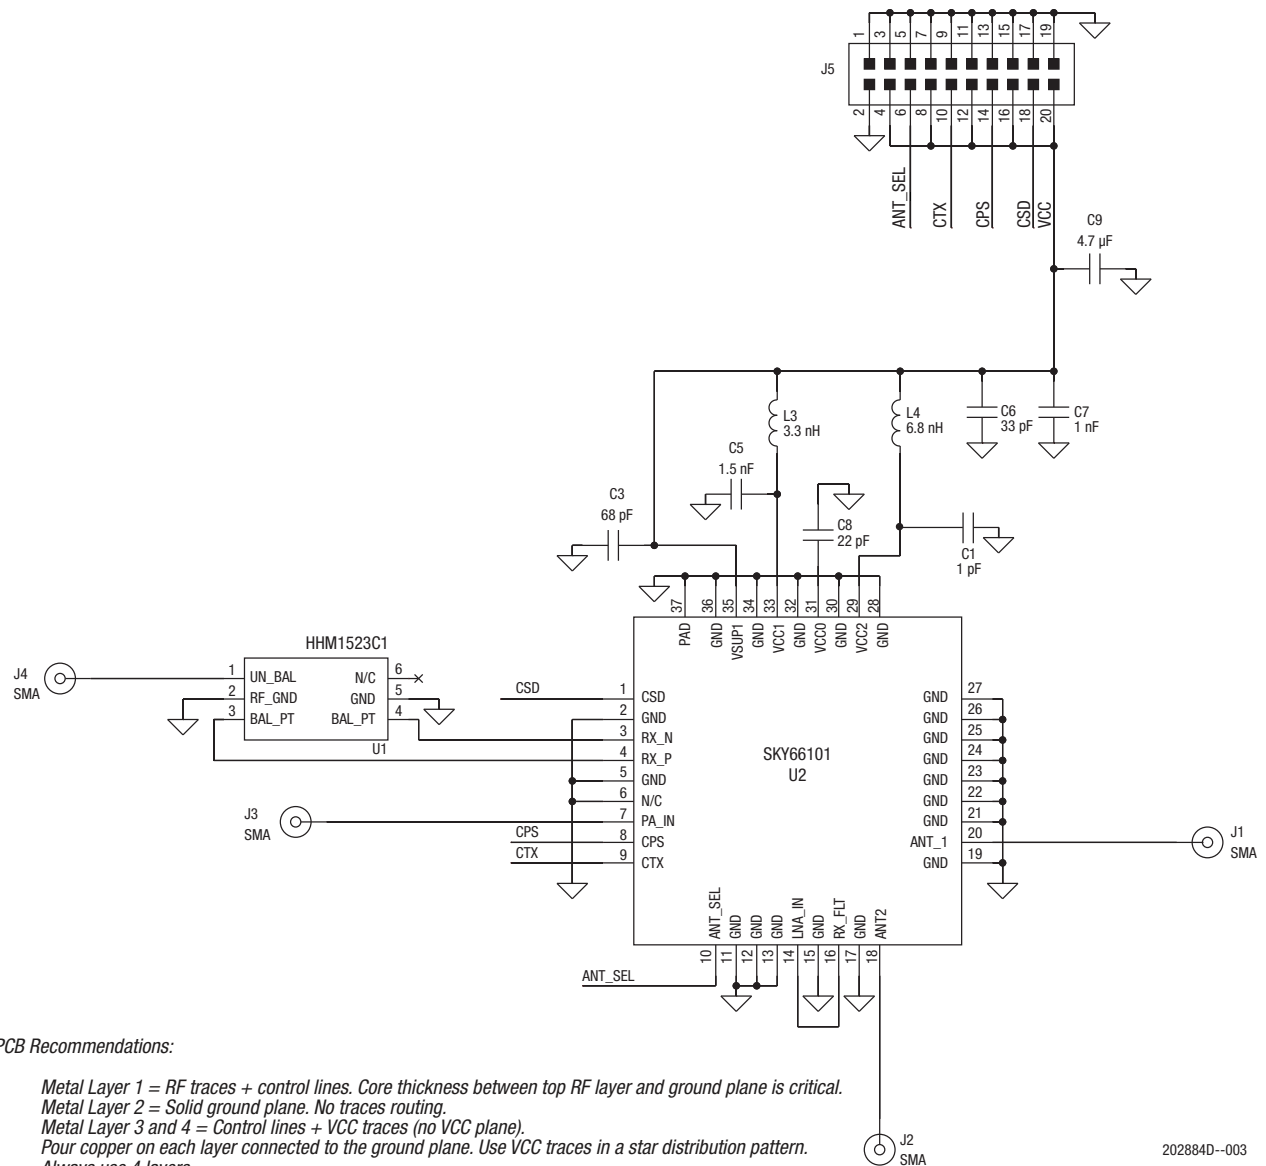 1 3 5 7 9 11 13 15 17 19
J5
2 4 6 8 10 12 14 16 18 20
ANT_SEL
CTX
CPS
CSD
VCC
C9
4.7 µF
L3
3.3 nH
L4
6.8 nH
C6
33 pF
C7
1 nF
C5
1.5 nF
C3
68 pF
C8
22 pF
C1
1 pF
37 36 35 34 33 32 31 30 29 28
PAD GND VSUP1 GND VCC1 GND VCC0 GND VCC2 GND
HHM1523C1
J4
SMA
1 UN_BAL
2 RF_GND
3 BAL_PT
N/C 6
GND 5
BAL_PT 4
U1
CSD
1 CSD
2 GND
3 RX_N
4 RX_P
5 GND
6 N/C
7 PA_IN
8 CPS
9 CTX
J3
SMA
CPS
CTX
SKY66101
U2
GND 27
GND 26
GND 25
GND 24
GND 23
GND 22
GND 21
ANT_1 20
GND 19
J1
SMA
ANT_SEL GND GND GND LNA_IN GND RX_FLT GND ANT2
10 11 12 13 14 15 16 17 18
ANT_SEL
J2
SMA
PCB Recommendations:
Metal Layer 1 = RF traces + control lines. Core thickness between top RF layer and ground plane is critical.
Metal Layer 2 = Solid ground plane. No traces routing.
Metal Layer 3 and 4 = Control lines + VCC traces (no VCC plane).
Pour copper on each layer connected to the ground plane. Use VCC traces in a star distribution pattern.
Always use 4 layers
202884D--003